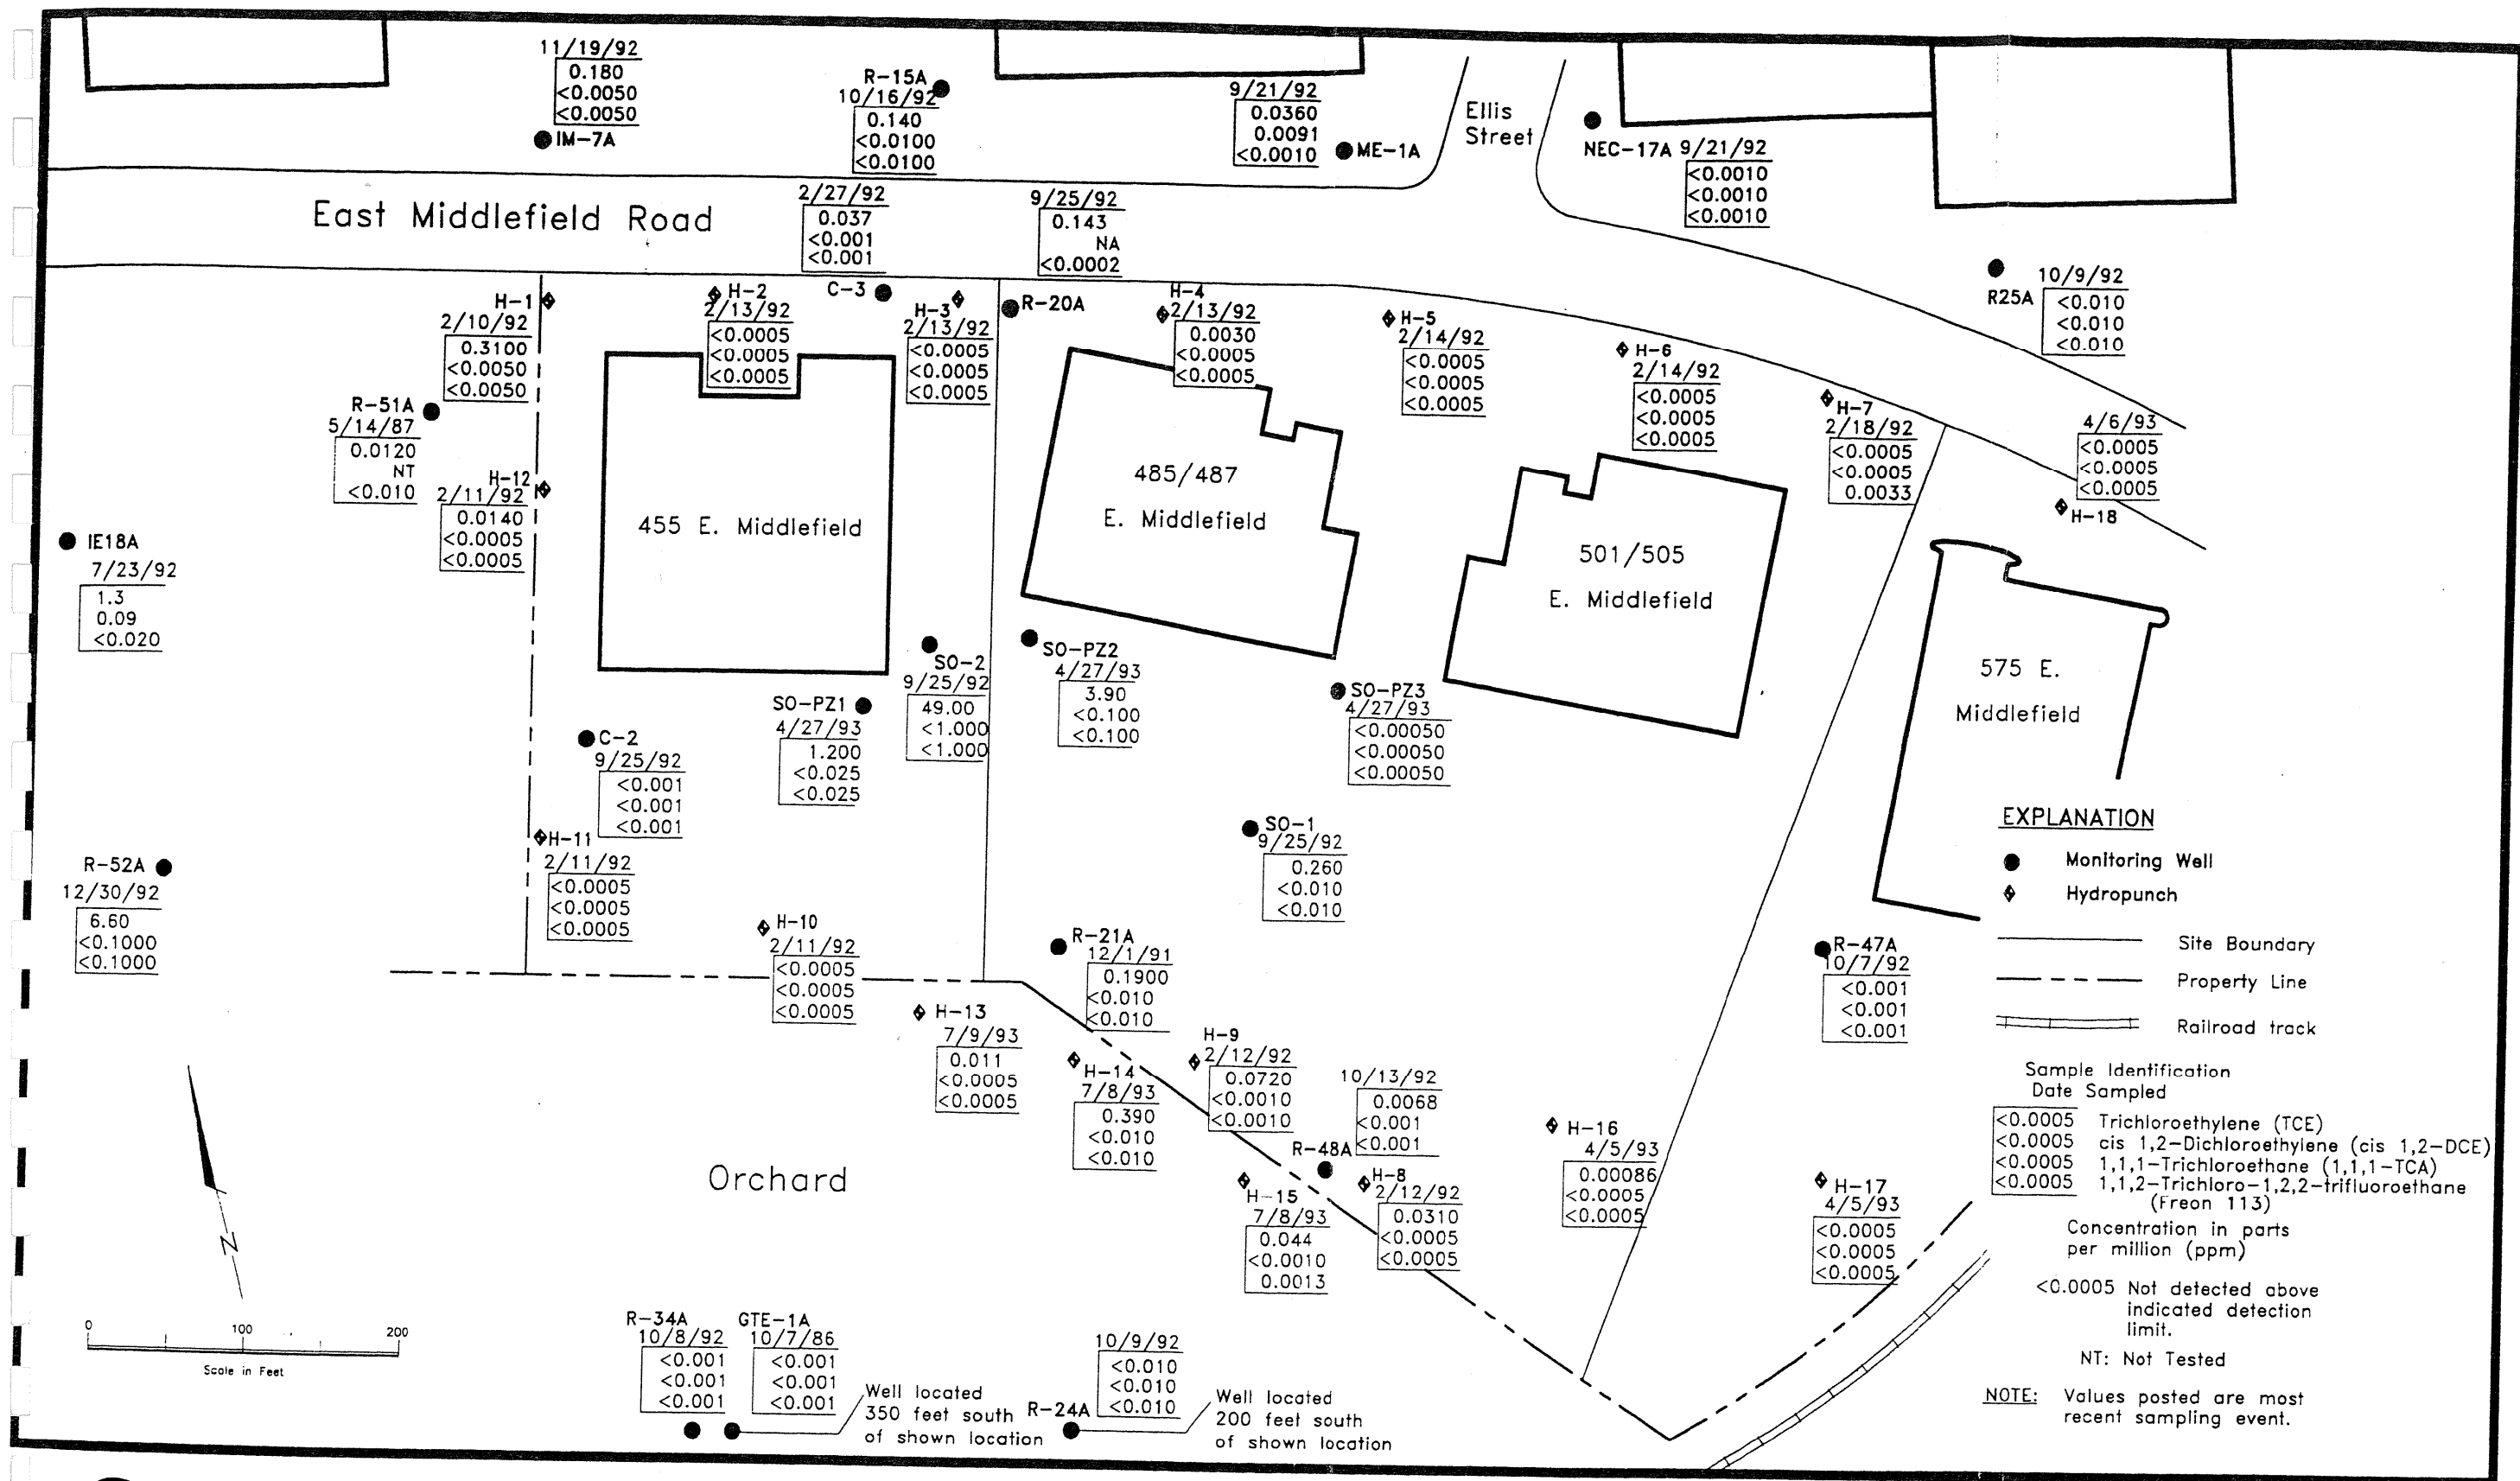 11/19/92
0.180
<0.0050
<0.0050
IM-7A
R-15A
10/16/92
0.140
<0.0100
<0.0100
9/21/92
0.0360
0.0091
<0.0010
ME-1A
Ellis
Street
NEC-17A 9/21/92
<0.0010
<0.0010
<0.0010
East Middlefield Road
2/27/92
0.037
<0.001
<0.001
C-3
9/25/92
0.143
NA
<0.0002
R-20A
R25A
10/9/92
<0.010
<0.010
<0.010
H-1
2/10/92
0.3100
<0.0050
<0.0050
H-2
2/13/92
<0.0005
<0.0005
<0.0005
H-3
2/13/92
<0.0005
<0.0005
<0.0005
H-4
2/13/92
0.0030
<0.0005
<0.0005
H-5
2/14/92
<0.0005
<0.0005
<0.0005
H-6
2/14/92
<0.0005
<0.0005
<0.0005
H-7
2/18/92
<0.0005
<0.0005
0.0033
4/6/93
<0.0005
<0.0005
<0.0005
H-18
R-51A
5/14/87
0.0120
NT
<0.010
H-12
2/11/92
0.0140
<0.0005
<0.0005
455 E. Middlefield
485/487
E. Middlefield
501/505
E. Middlefield
575 E.
Middlefield
IE18A
7/23/92
1.3
0.09
<0.020
SO-2
9/25/92
49.00
<1.000
<1.000
SO-PZ2
4/27/93
3.90
<0.100
<0.100
SO-PZ3
4/27/93
<0.00050
<0.00050
<0.00050
SO-PZ1
4/27/93
1.200
<0.025
<0.025
C-2
9/25/92
<0.001
<0.001
<0.001
SO-1
9/25/92
0.260
<0.010
<0.010
H-11
2/11/92
<0.0005
<0.0005
<0.0005
R-52A
12/30/92
6.60
<0.1000
<0.1000
H-10
2/11/92
<0.0005
<0.0005
<0.0005
R-21A
12/1/91
0.1900
<0.010
<0.010
R-47A
10/7/92
<0.001
<0.001
<0.001
H-13
7/9/93
0.011
<0.0005
<0.0005
H-14
7/8/93
0.390
<0.010
<0.010
H-9
2/12/92
0.0720
<0.0010
<0.0010
10/13/92
0.0068
<0.001
<0.001
R-48A
H-8
2/12/92
0.0310
<0.0005
<0.0005
H-15
7/8/93
0.044
<0.0010
0.0013
H-16
4/5/93
0.00086
<0.0005
<0.0005
H-17
4/5/93
<0.0005
<0.0005
<0.0005
Orchard
N
0 100 200
Scale in Feet
R-34A
10/8/92
<0.001
<0.001
<0.001
GTE-1A
10/7/86
<0.001
<0.001
<0.001
Well located
350 feet south
of shown location
R-24A
10/9/92
<0.010
<0.010
<0.010
Well located
200 feet south
of shown location
EXPLANATION
Monitoring Well
Hydropunch
Site Boundary
Property Line
Railroad track
Sample Identification
Date Sampled
<0.0005 Trichloroethylene (TCE)
<0.0005 cis 1,2-Dichloroethylene (cis 1,2-DCE)
<0.0005 1,1,1-Trichloroethane (1,1,1-TCA)
<0.0005 1,1,2-Trichloro-1,2,2-trifluoroethane
(Freon 113)
Concentration in parts
per million (ppm)
<0.0005 Not detected above
indicated detection
limit.
NT: Not Tested
NOTE: Values posted are most
recent sampling event.